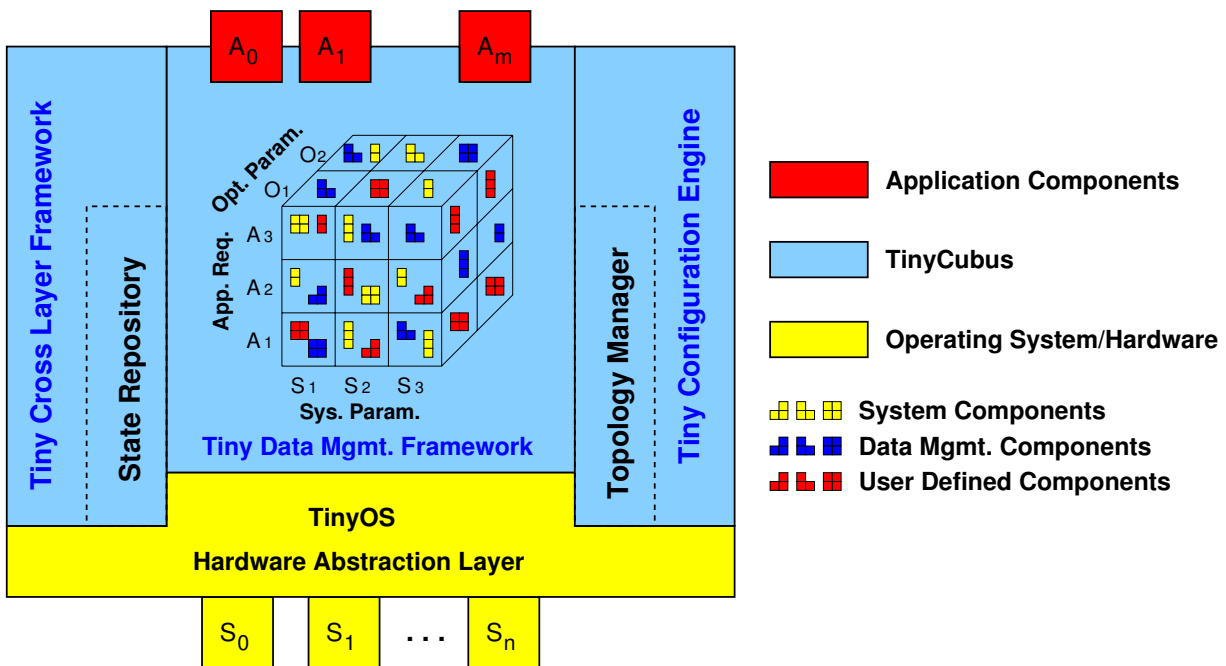 A0 A1 Am
Tiny Cross Layer Framework
State Repository
Opt. Param.
O2
O1
App. Req.
A3
A2
A1
S1 S2 S3
Sys. Param.
Tiny Data Mgmt. Framework
Topology Manager
Tiny Configuration Engine
TinyOS
Hardware Abstraction Layer
S0 S1 ... Sn
Application Components
TinyCubus
Operating System/Hardware
System Components
Data Mgmt. Components
User Defined Components